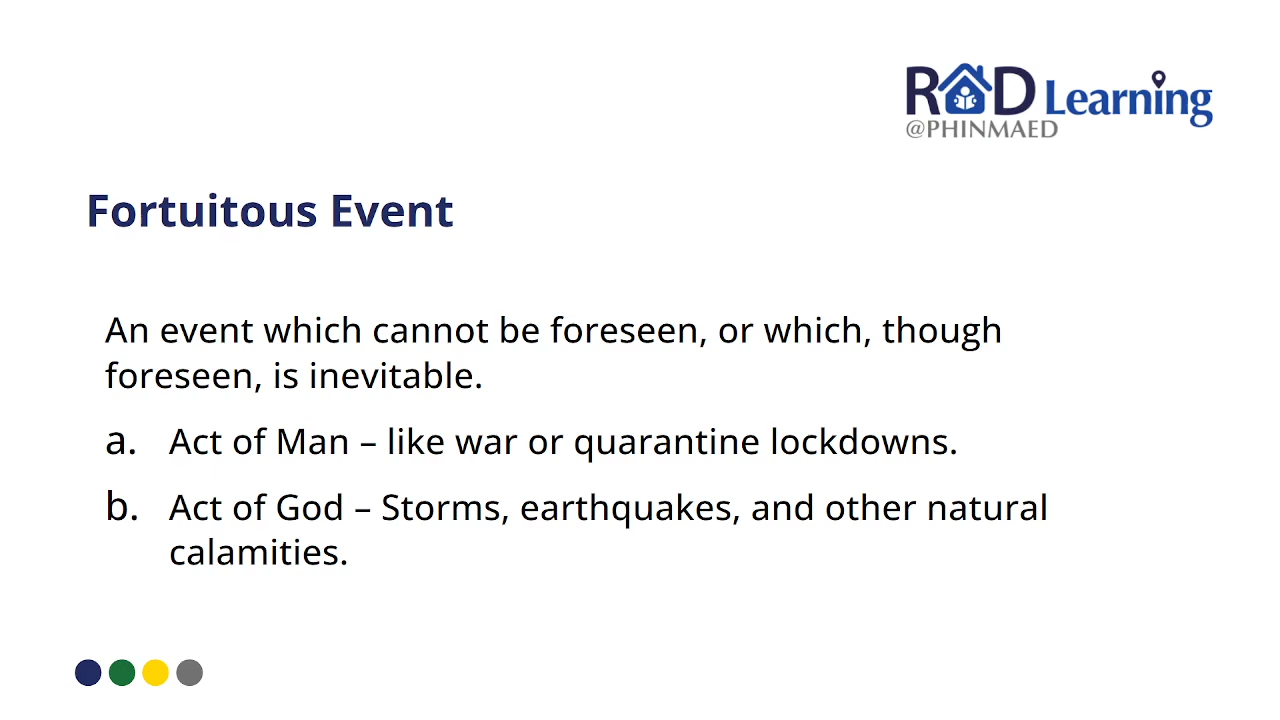 RAD Learning
@PHINMAED
Fortuitous Event
An event which cannot be foreseen, or which, though
foreseen, is inevitable.
a. Act of Man – like war or quarantine lockdowns.
b. Act of God – Storms, earthquakes, and other natural
calamities.